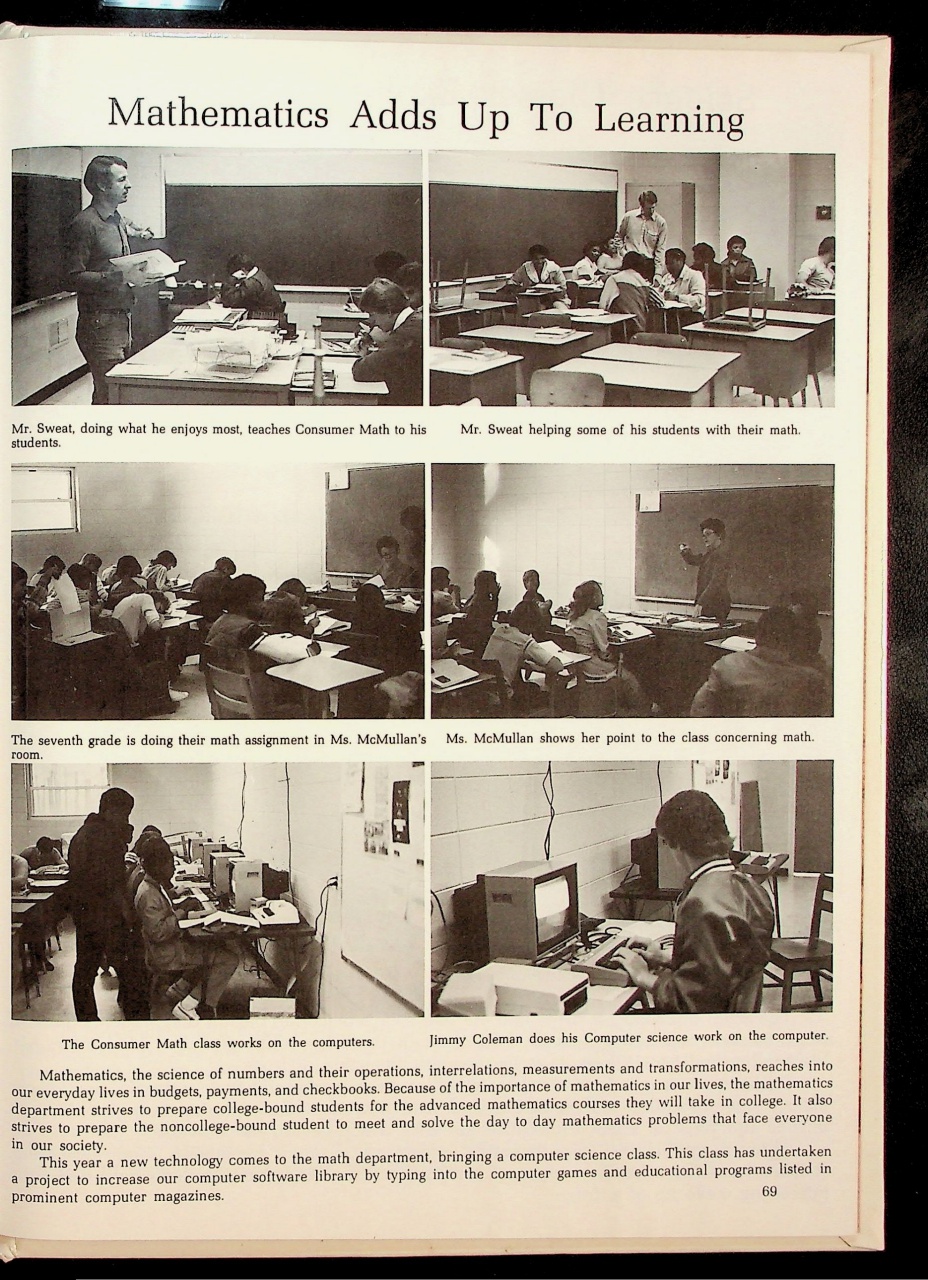 Mathematics Adds Up To Learning
Mr. Sweat, doing what he enjoys most, teaches Consumer Math to his
students.
Mr. Sweat helping some of his students with their math.
The seventh grade is doing their math assignment in Ms. McMullan's
room.
Ms. McMullan shows her point to the class concerning math.
The Consumer Math class works on the computers.
Jimmy Coleman does his Computer science work on the computer.
Mathematics, the science of numbers and their operations, interrelations, measurements and transformations, reaches into
our everyday lives in budgets, payments, and checkbooks. Because of the importance of mathematics in our lives, the mathematics
department strives to prepare college-bound students for the advanced mathematics courses they will take in college. It also
strives to prepare the noncollege-bound student to meet and solve the day to day mathematics problems that face everyone
in our society.
This year a new technology comes to the math department, bringing a computer science class. This class has undertaken
a project to increase our computer software library by typing into the computer games and educational programs listed in
prominent computer magazines.
69